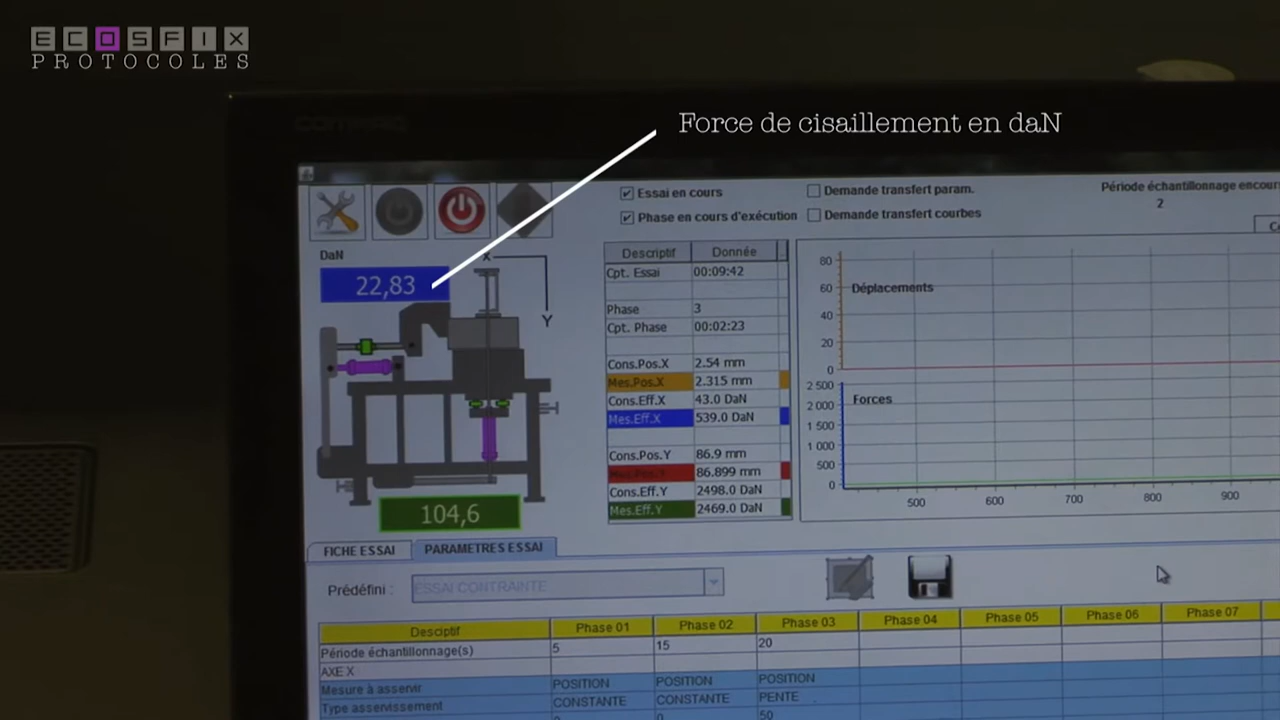 ECOSFIX
PROTOCOLES
Force de cisaillement en daN
COMPAQ
Essai en cours
Demande transfert param.
Période échantillonnage encour
2
Phase en cours d'exécution
Demande transfert courbes
DaN
22,83
X
Y
104,6
Descriptif Donnée
Cpt. Essai 00:09:42
Phase 3
Cpt. Phase 00:02:23
Cons.Pos.X 2.54 mm
Mes.Pos.X 2.315 mm
Cons.Eff.X 43.0 DaN
Mes.Eff.X 539.0 DaN
Cons.Pos.Y 86.9 mm
Mes.Pos.Y 86.899 mm
Cons.Eff.Y 2498.0 DaN
Mes.Eff.Y 2469.0 DaN
80
60
40
20
0
Déplacements
2 500
2 000
1 500
1 000
500
0
Forces
500 600 700 800 900
FICHE ESSAI PARAMETRES ESSAI
Prédéfini : ESSAI CONTRAINTE
Desciptif Phase 01 Phase 02 Phase 03 Phase 04 Phase 05 Phase 06 Phase 07
Période échantillonnage(s) 5 15 20
AXE X
Mesure à asservir POSITION POSITION POSITION
Type asservissement CONSTANTE CONSTANTE PENTE
0 0 50